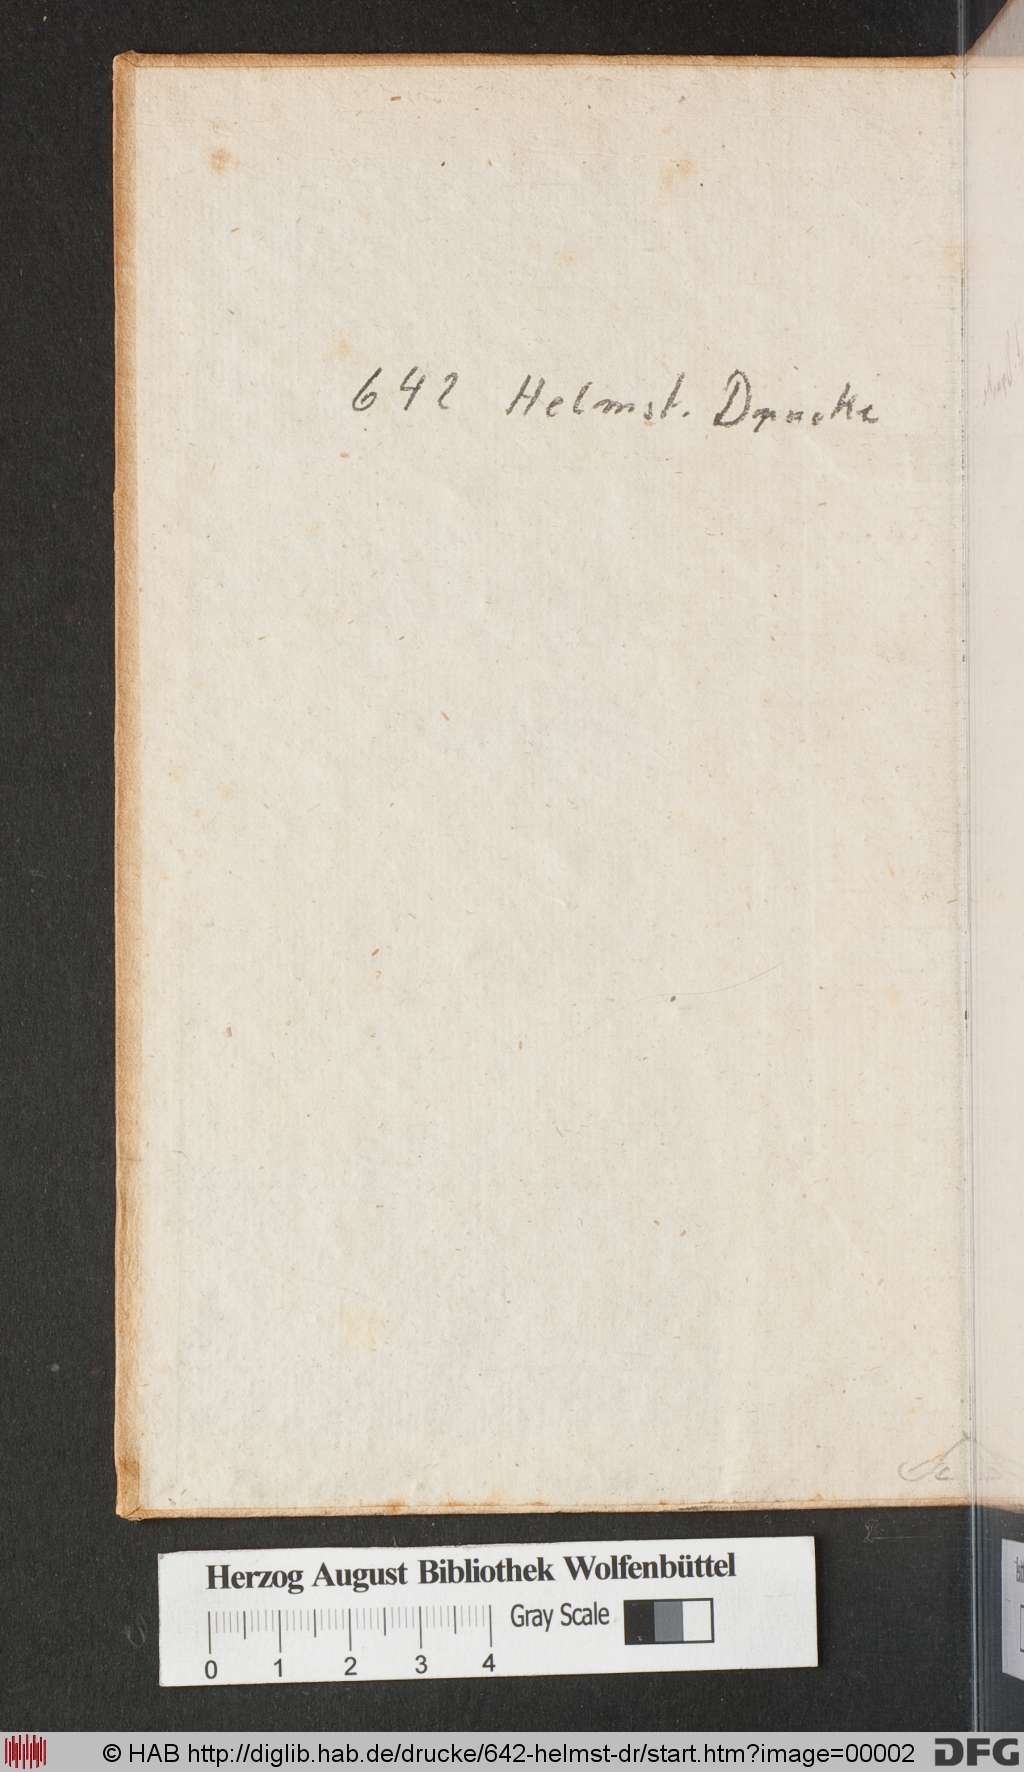 642 Helmst. Drucke
Herzog August Bibliothek Wolfenbüttel
Gray Scale
0 1 2 3 4
© HAB http://diglib.hab.de/drucke/642-helmst-dr/start.htm?image=00002
DFG